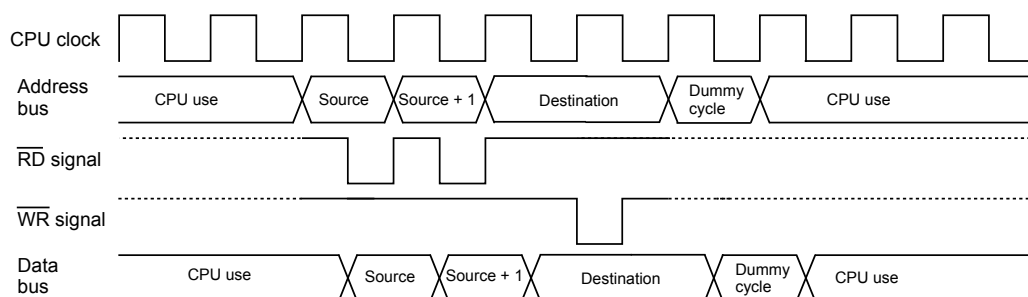 CPU clock
Address
bus
CPU use
Source
Source + 1
Destination
Dummy
cycle
CPU use
RD signal
WR signal
Data
bus
CPU use
Source
Source + 1
Destination
Dummy
cycle
CPU use